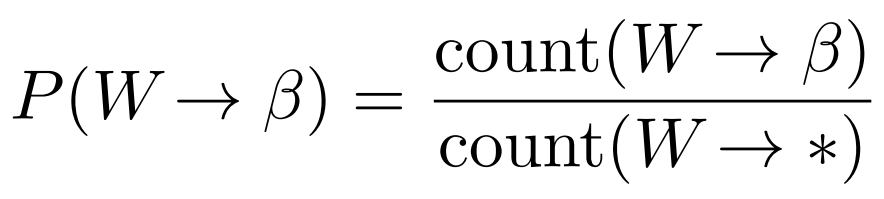 P(W → β) = count(W → β) / count(W → *)